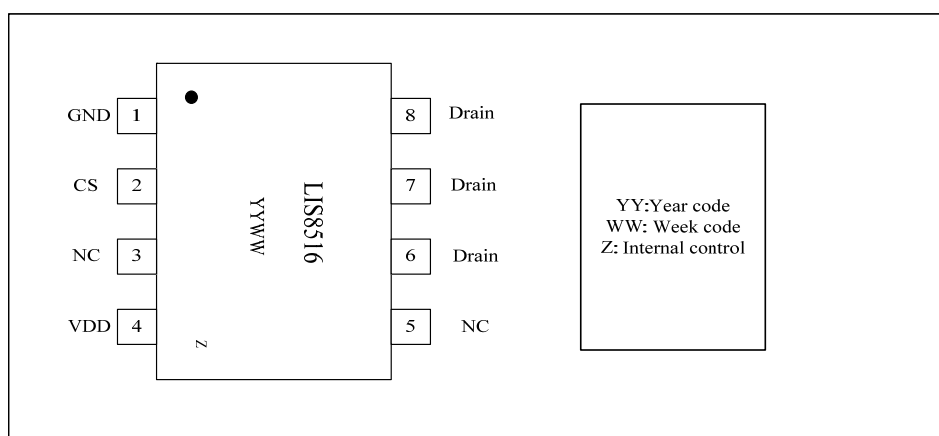 GND 1
CS 2
NC 3
VDD 4
8 Drain
7 Drain
6 Drain
5 NC
LIS8516
YYWW
Z
YY:Year code
WW: Week code
Z: Internal control